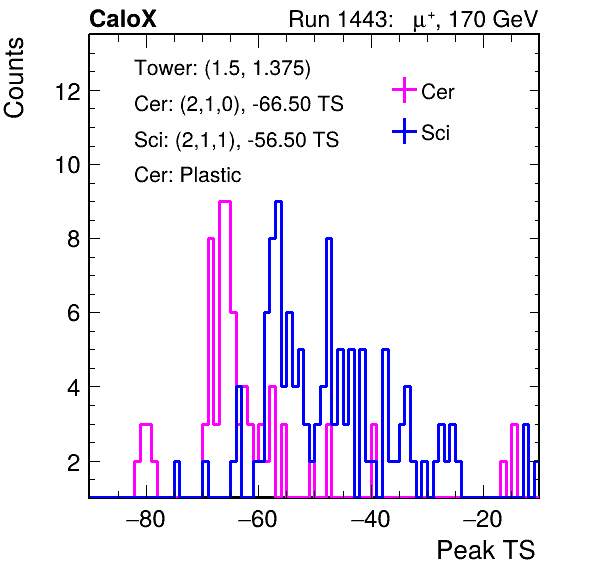 CaloX Run 1443: μ⁺, 170 GeV
Counts
Tower: (1.5, 1.375)
Cer: (2,1,0), -66.50 TS
Sci: (2,1,1), -56.50 TS
Cer: Plastic
Cer
Sci
12
10
8
6
4
2
−80 −60 −40 −20
Peak TS